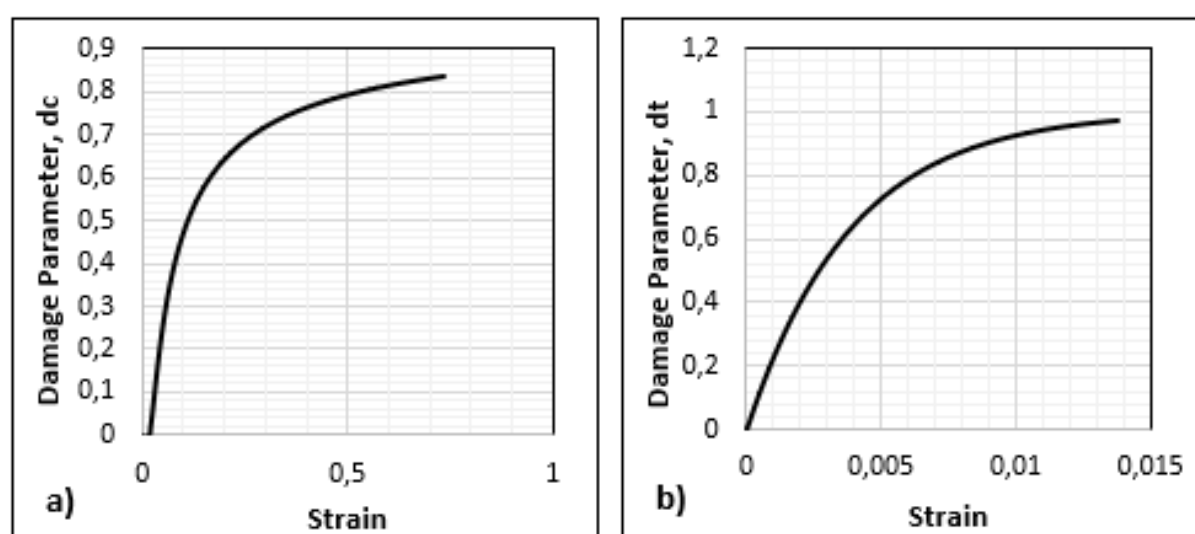 0,9
0,8
0,7
0,6
0,5
0,4
0,3
0,2
0,1
0
Damage Parameter, dc
0 0,5 1
Strain
a)
1,2
1
0,8
0,6
0,4
0,2
0
Damage Parameter, dt
0 0,005 0,01 0,015
Strain
b)